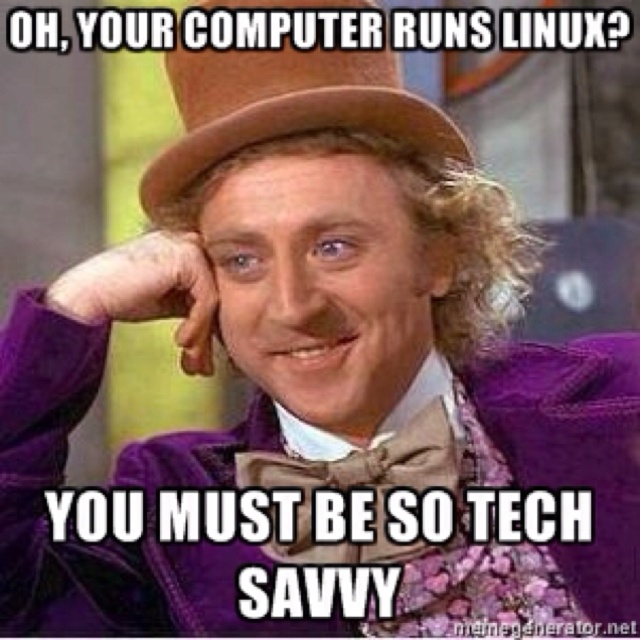 OH, YOUR COMPUTER RUNS LINUX?
YOU MUST BE SO TECH
SAVVY
memegenerator.net